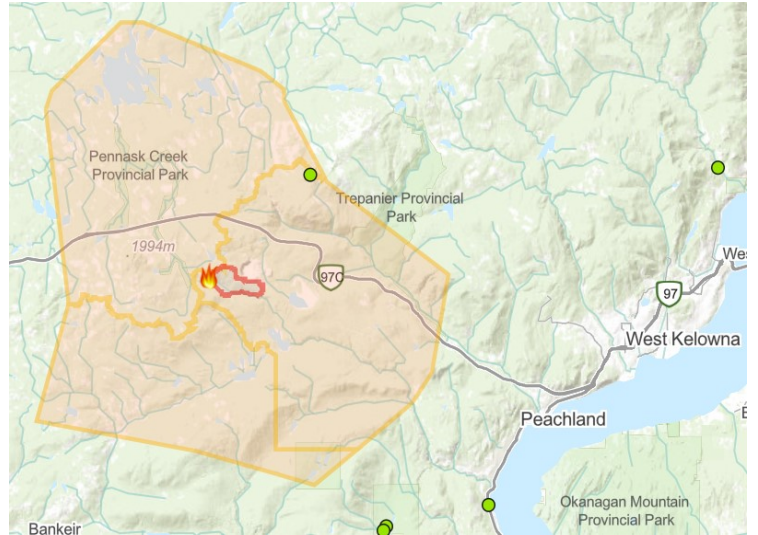 Pennask Creek
Provincial Park
Trepanier Provincial
Park
1994m
97C
97
West Kelowna
Peachland
Okanagan Mountain
Provincial Park
Bankeir